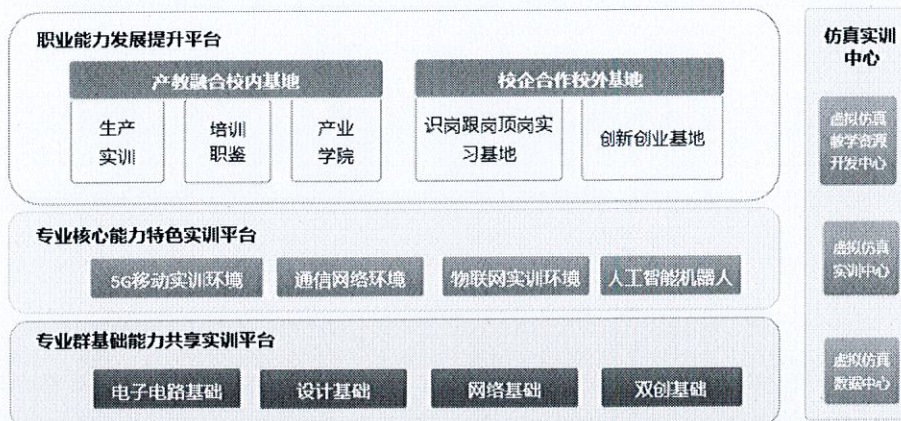 职业能力发展提升平台
产教融合校内基地
校企合作校外基地
生产
实训
培训
职鉴
产业
学院
识岗跟岗顶岗实
习基地
创新创业基地
专业核心能力特色实训平台
5G移动实训环境
通信网络环境
物联网实训环境
人工智能机器人
专业群基础能力共享实训平台
电子电路基础
设计基础
网络基础
双创基础
仿真实训
中心
虚拟仿真
教学资源
开发中心
虚拟仿真
实训中心
虚拟仿真
数据中心